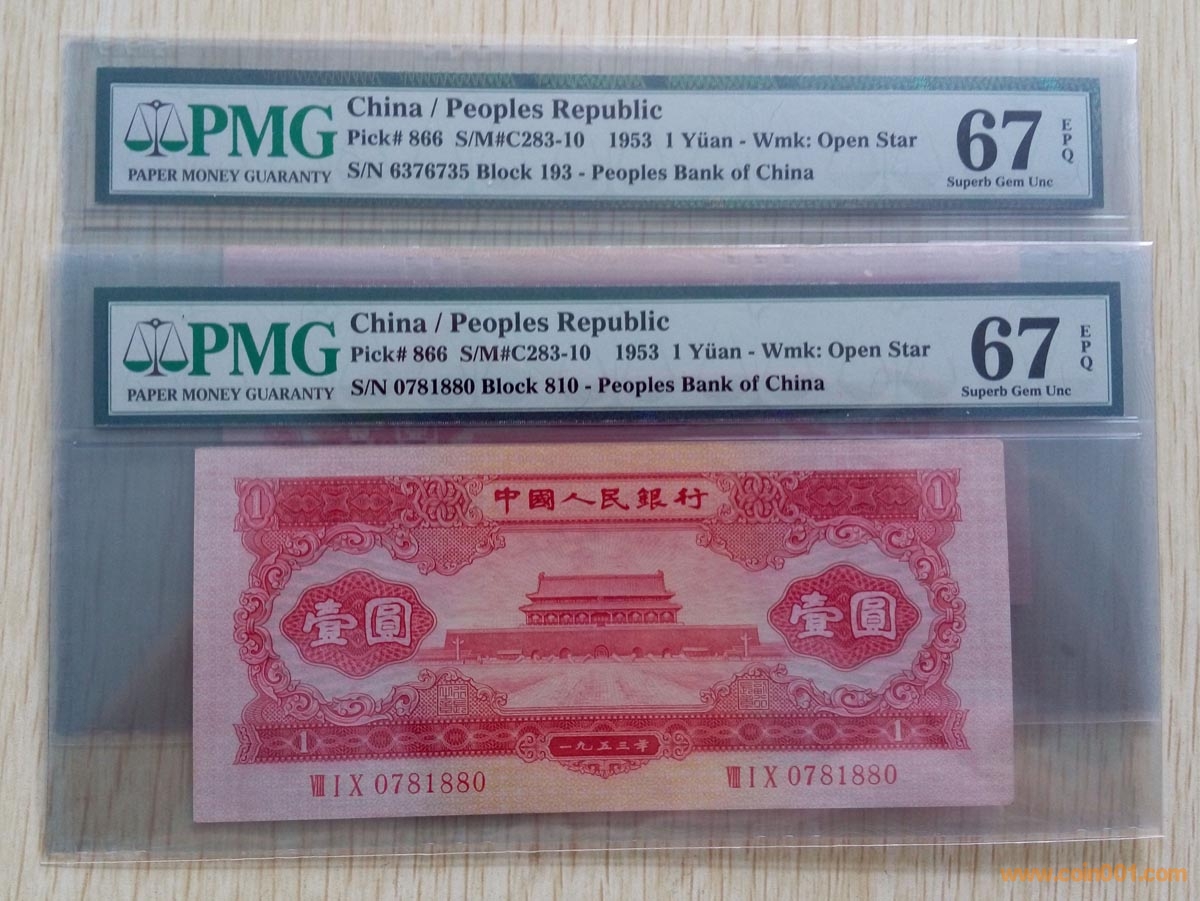 PMG
PAPER MONEY GUARANTY
China / Peoples Republic
Pick# 866 S/M#C283-10 1953 1 Yüan - Wmk: Open Star
S/N 6376735 Block 193 - Peoples Bank of China
67
EPQ
Superb Gem Unc
PMG
PAPER MONEY GUARANTY
China / Peoples Republic
Pick# 866 S/M#C283-10 1953 1 Yüan - Wmk: Open Star
S/N 0781880 Block 810 - Peoples Bank of China
67
EPQ
Superb Gem Unc
1 中國人民銀行 1
壹圓 壹圓
1 一九五三年 1
Ⅷ I X 0781880 Ⅷ I X 0781880
www.coin001.com